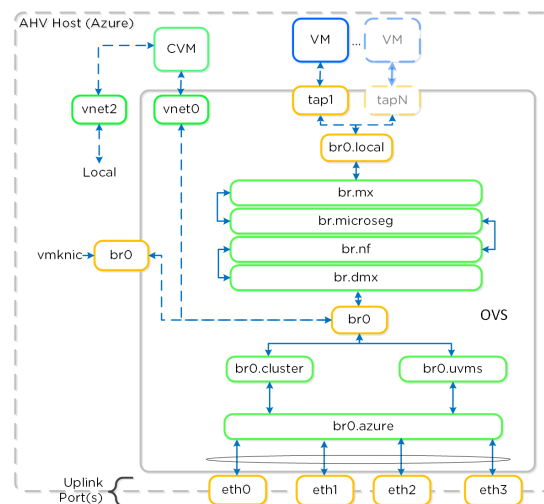 AHV Host (Azure)
CVM
VM
...
VM
vnet2
vnet0
tap1
tapN
br0.local
Local
br.mx
br.microseg
br.nf
br.dmx
vmknic
br0
br0
OVS
br0.cluster
br0.uvms
br0.azure
Uplink
Port(s)
eth0
eth1
eth2
eth3